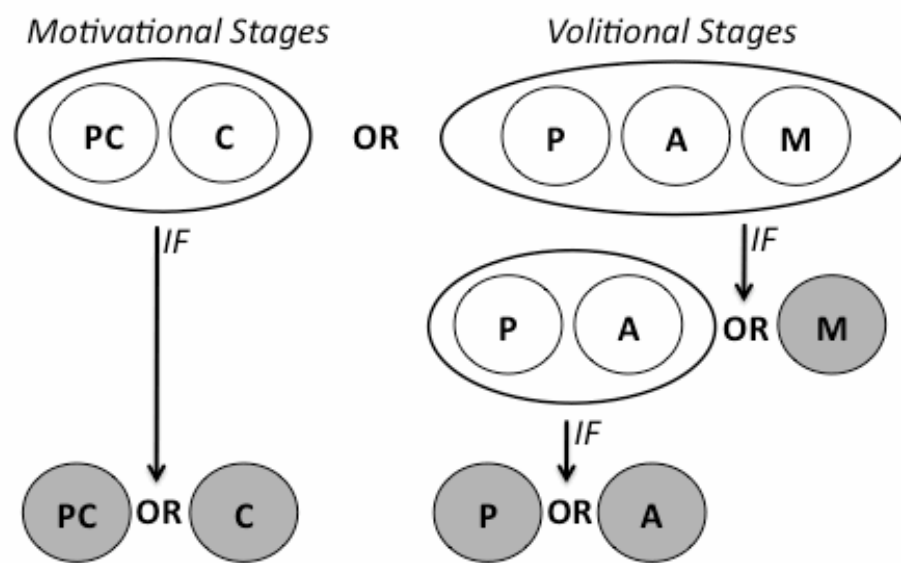 Motivational Stages Volitional Stages
PC C OR P A M
IF IF
P A OR M
IF
PC OR C P OR A